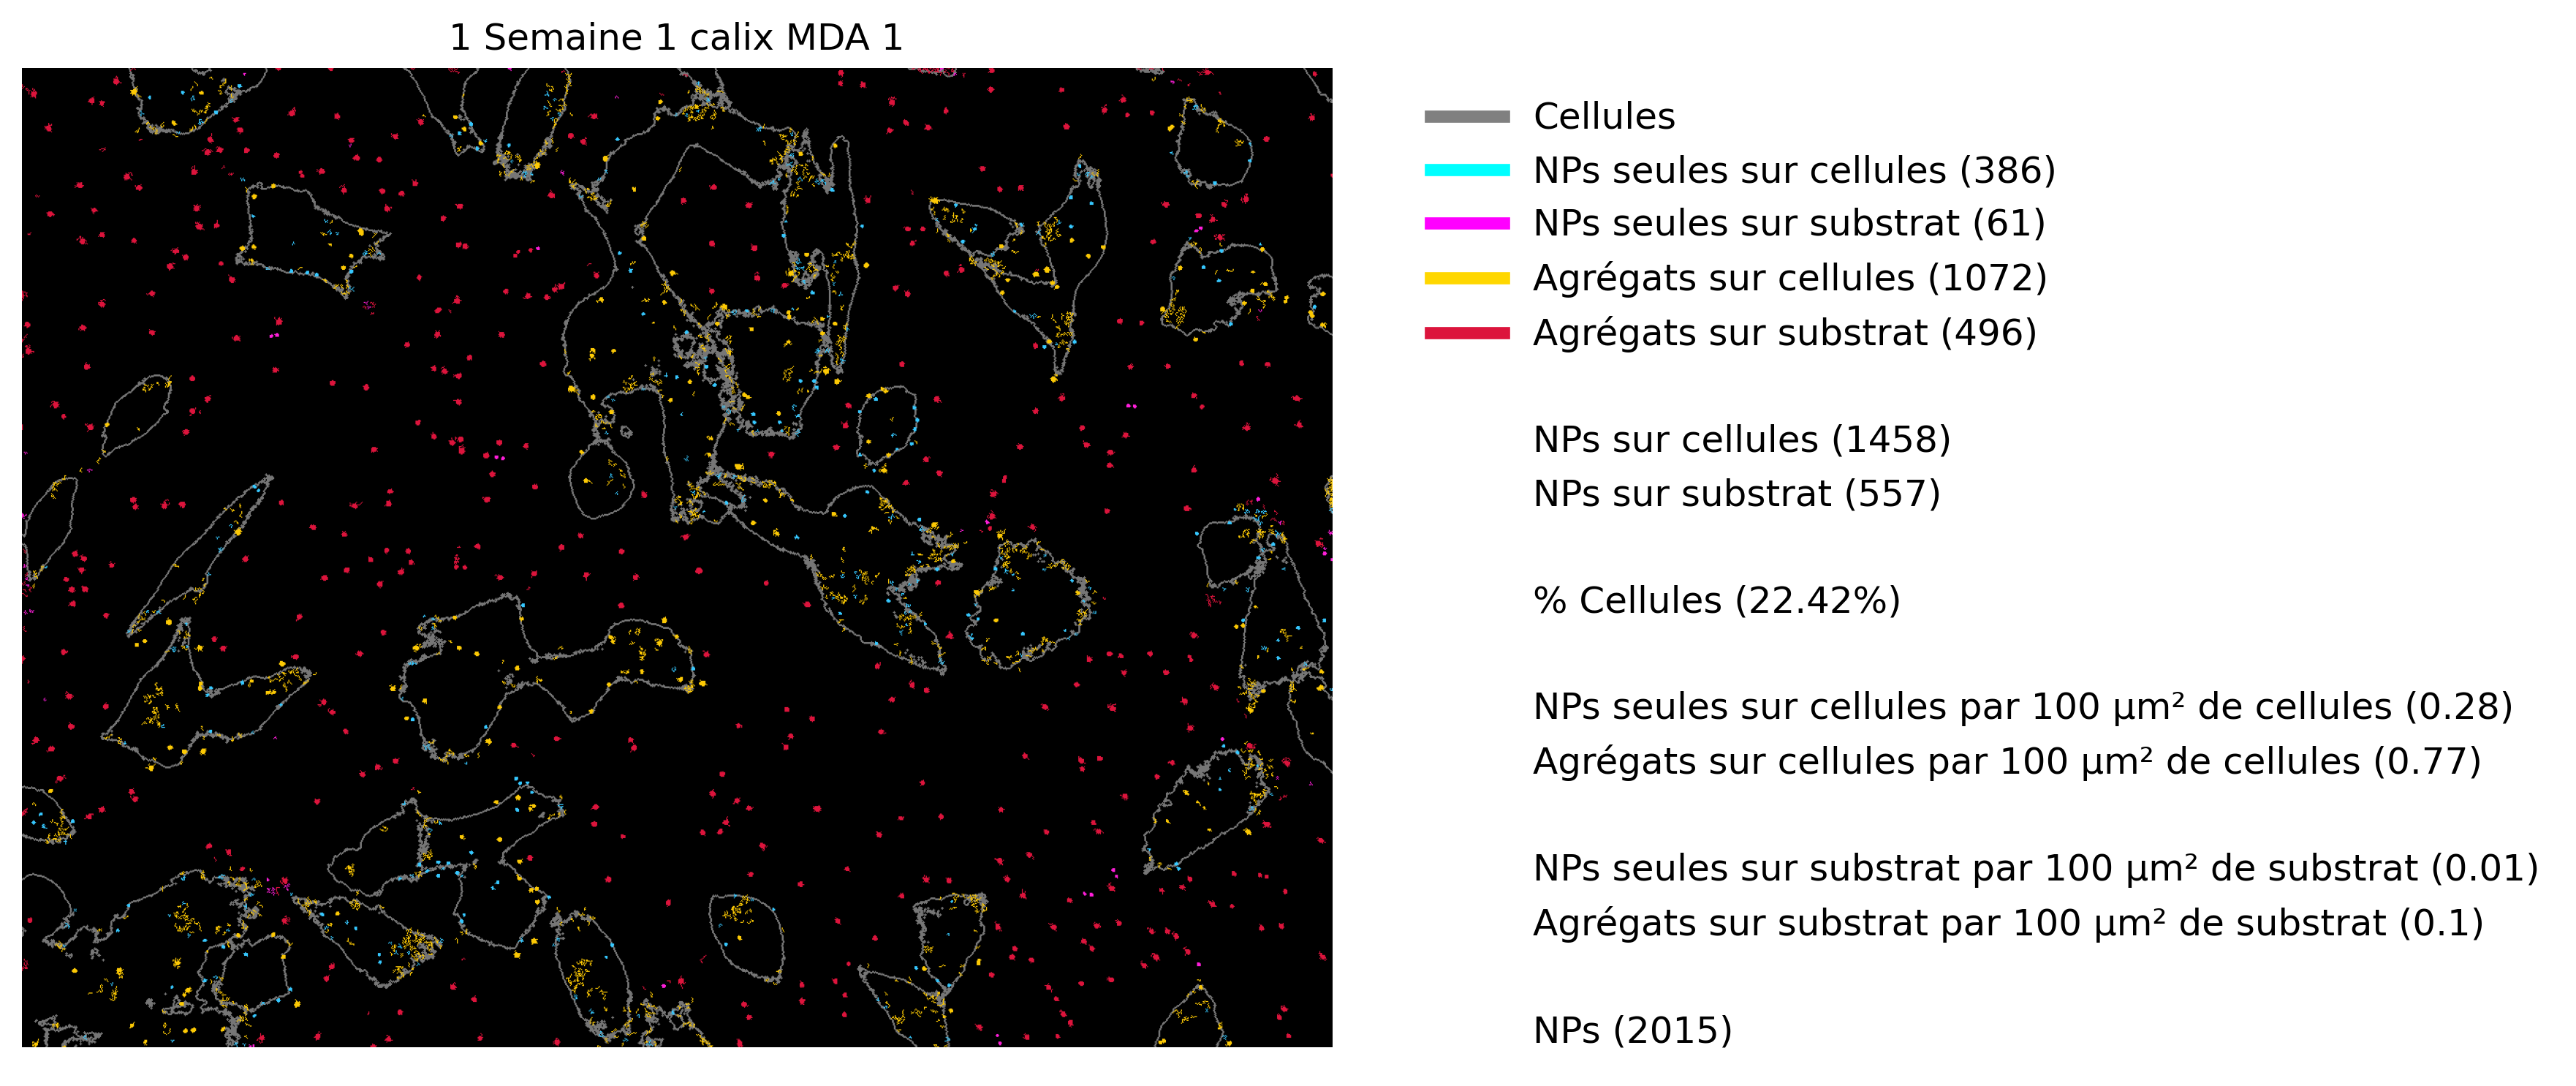 1 Semaine 1 calix MDA 1
Cellules
NPs seules sur cellules (386)
NPs seules sur substrat (61)
Agrégats sur cellules (1072)
Agrégats sur substrat (496)
NPs sur cellules (1458)
NPs sur substrat (557)
% Cellules (22.42%)
NPs seules sur cellules par 100 µm² de cellules (0.28)
Agrégats sur cellules par 100 µm² de cellules (0.77)
NPs seules sur substrat par 100 µm² de substrat (0.01)
Agrégats sur substrat par 100 µm² de substrat (0.1)
NPs (2015)